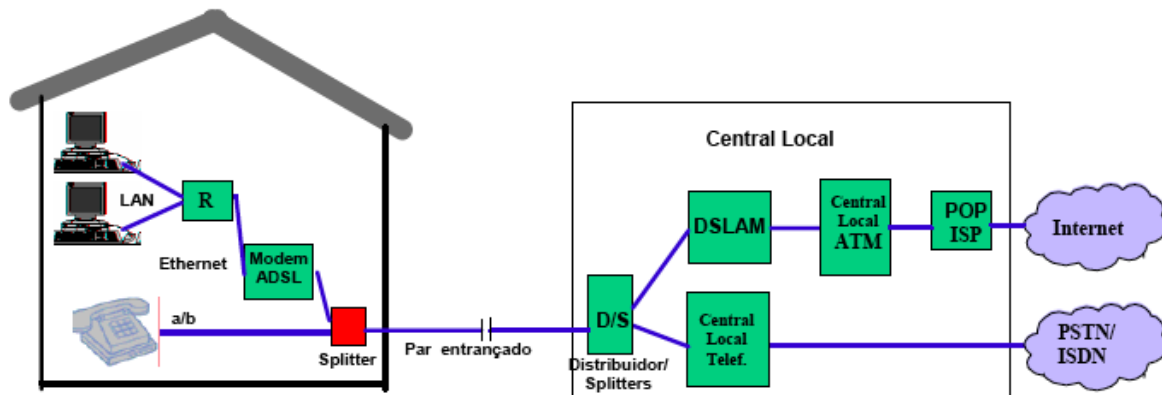 LAN
R
Ethernet
Modem
ADSL
a/b
Splitter
Par entrançado
Central Local
D/S
Distribuidor/
Splitters
DSLAM
Central
Local
ATM
POP
ISP
Internet
Central
Local
Telef.
PSTN/
ISDN